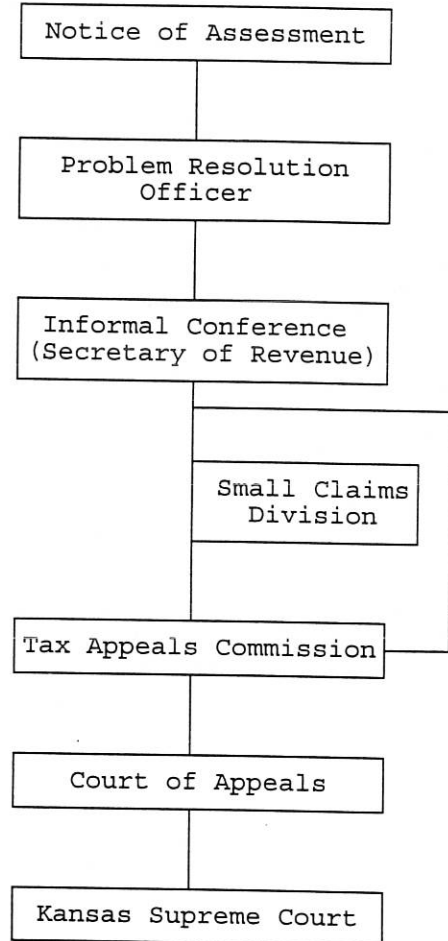 Notice of Assessment
Problem Resolution
Officer
Informal Conference
(Secretary of Revenue)
Small Claims
Division
Tax Appeals Commission
Court of Appeals
Kansas Supreme Court